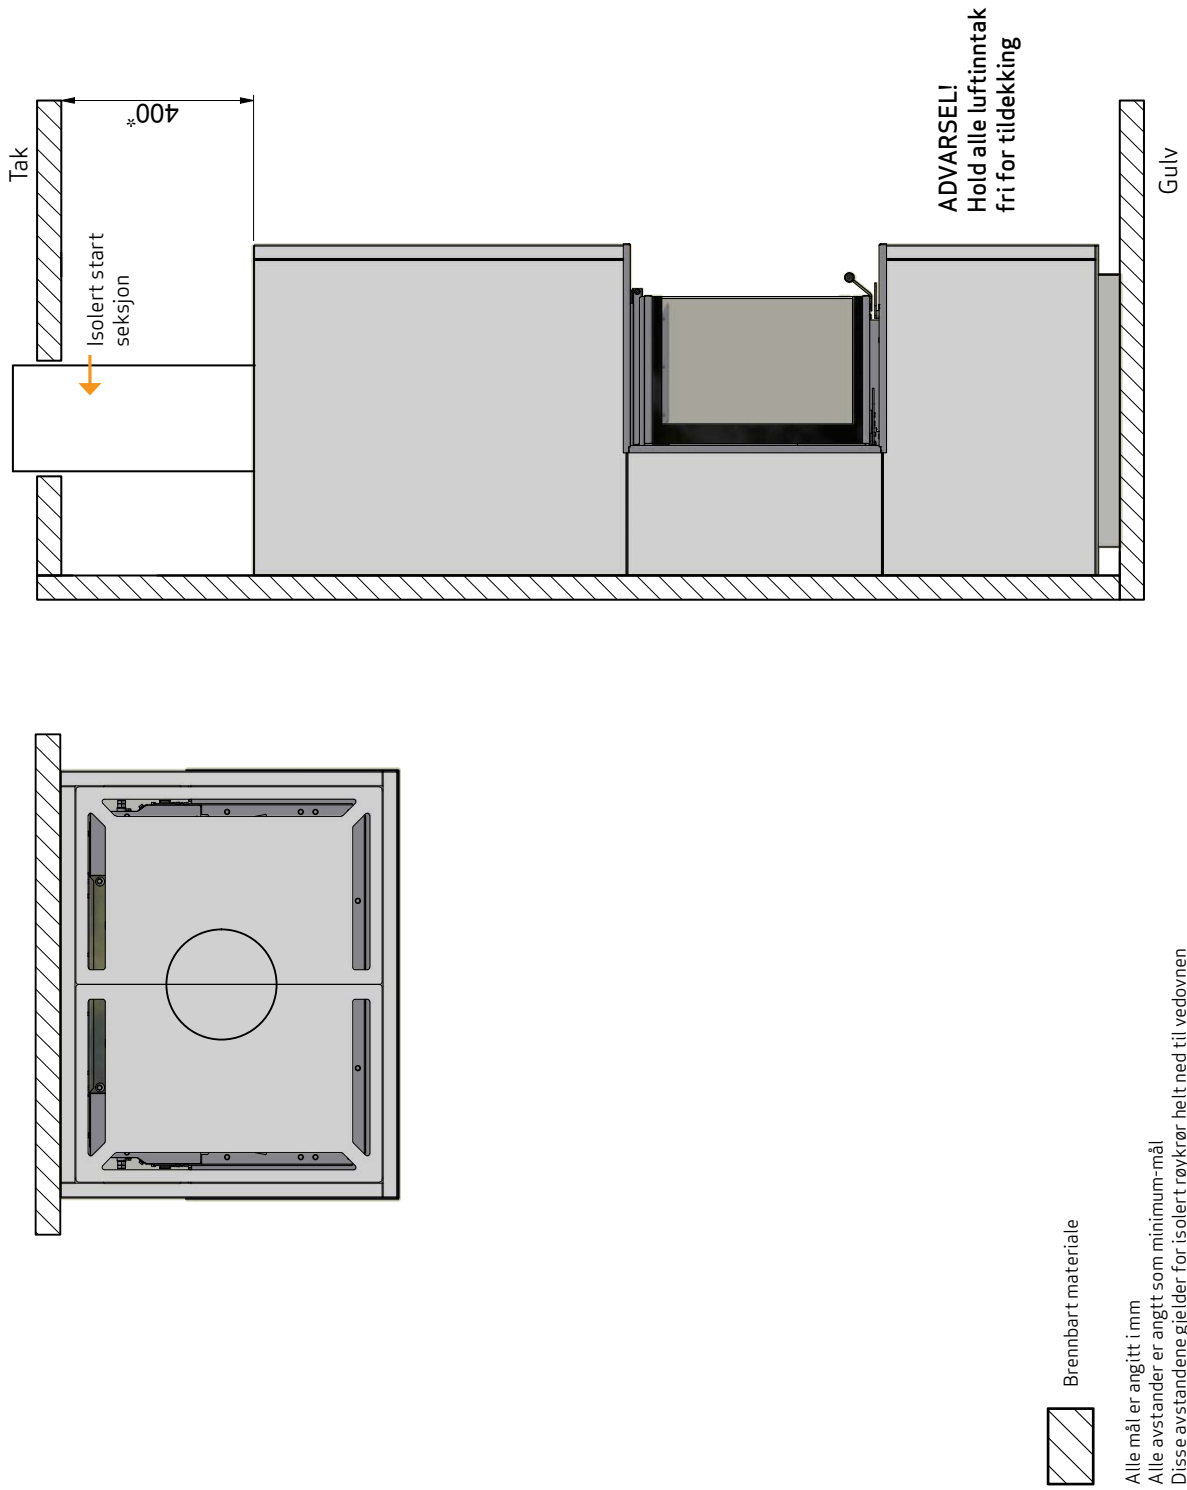 Tak
400*
Isolert start
seksjon
ADVARSEL!
Hold alle luftinntak
fri for tildekking
Gulv
Brennbart materiale
Alle mål er angitt i mm
Alle avstander er angtt som minimum-mål
Disse avstandene gjelder for isolert røykrør helt ned til vedovnen